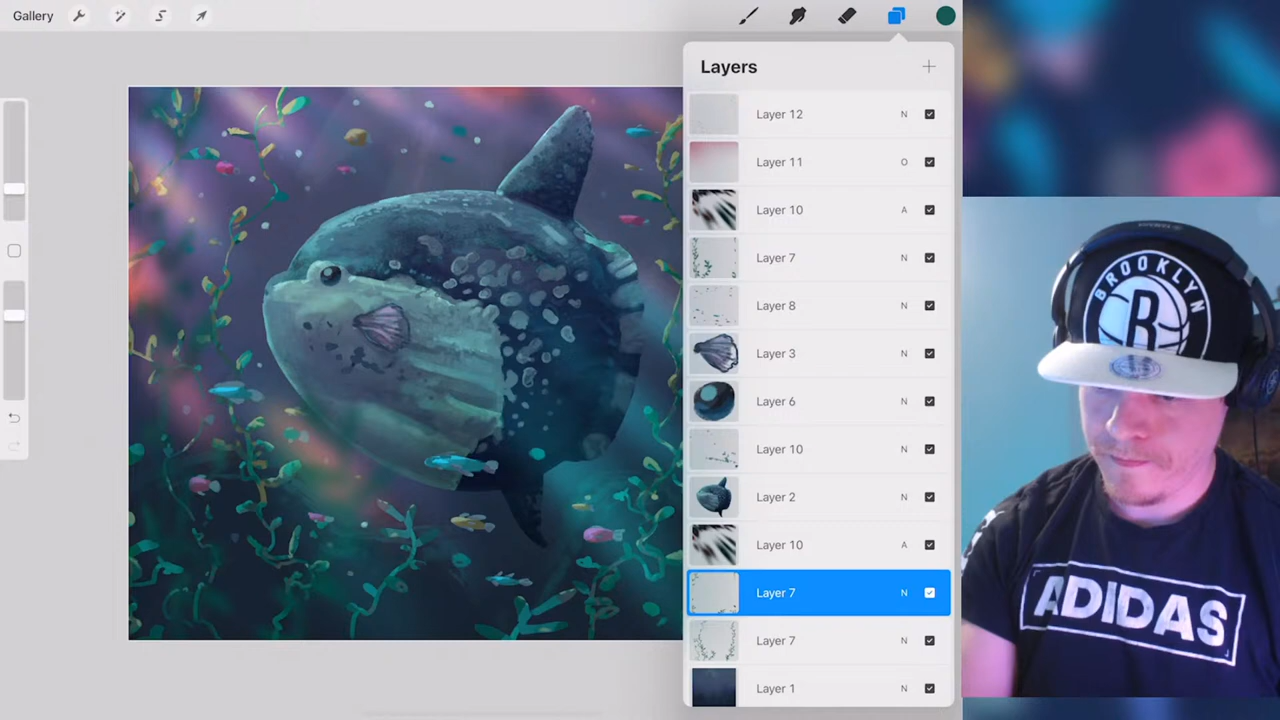 Gallery
Layers
Layer 12 N
Layer 11 O
Layer 10 A
Layer 7 N
Layer 8 N
Layer 3 N
Layer 6 N
Layer 10 N
Layer 2 N
Layer 10 A
Layer 7 N
Layer 7 N
Layer 1 N
BROOKLYN
B
ADIDAS